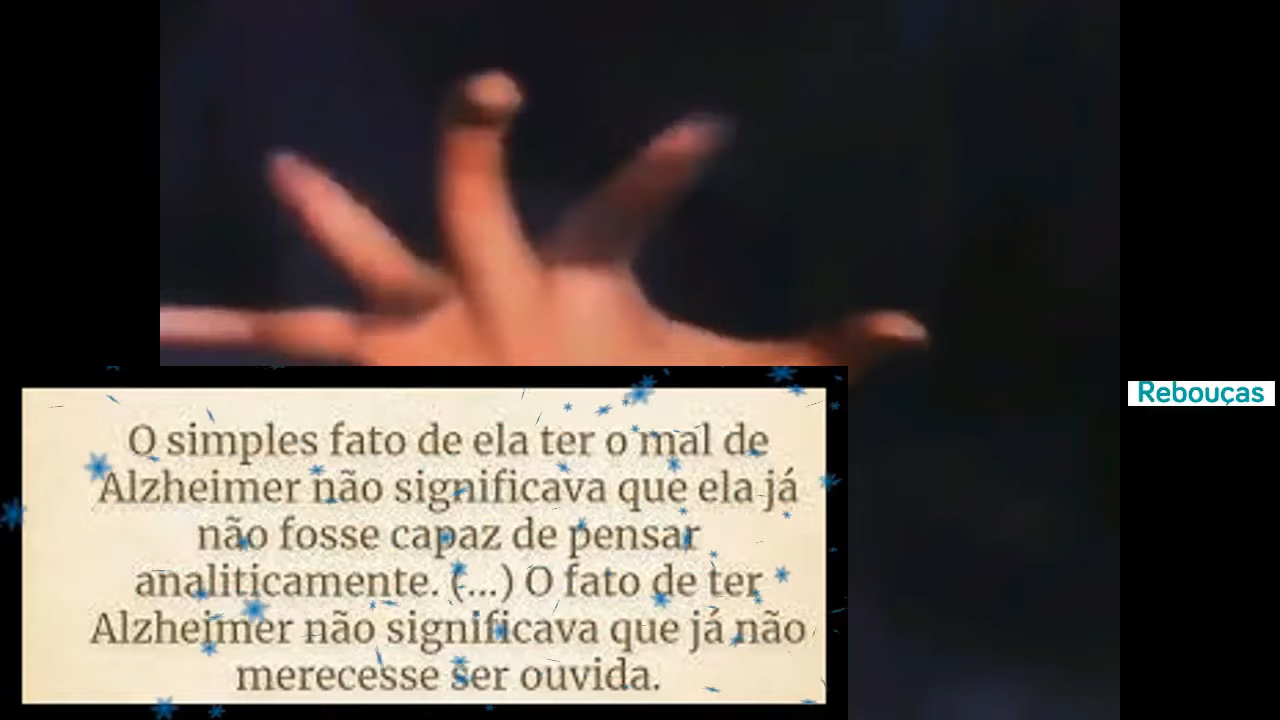 O simples fato de ela ter o mal de
Alzheimer não significava que ela já
não fosse capaz de pensar
analiticamente. (...) O fato de ter
Alzheimer não significava que já não
merecesse ser ouvida.
Rebouças